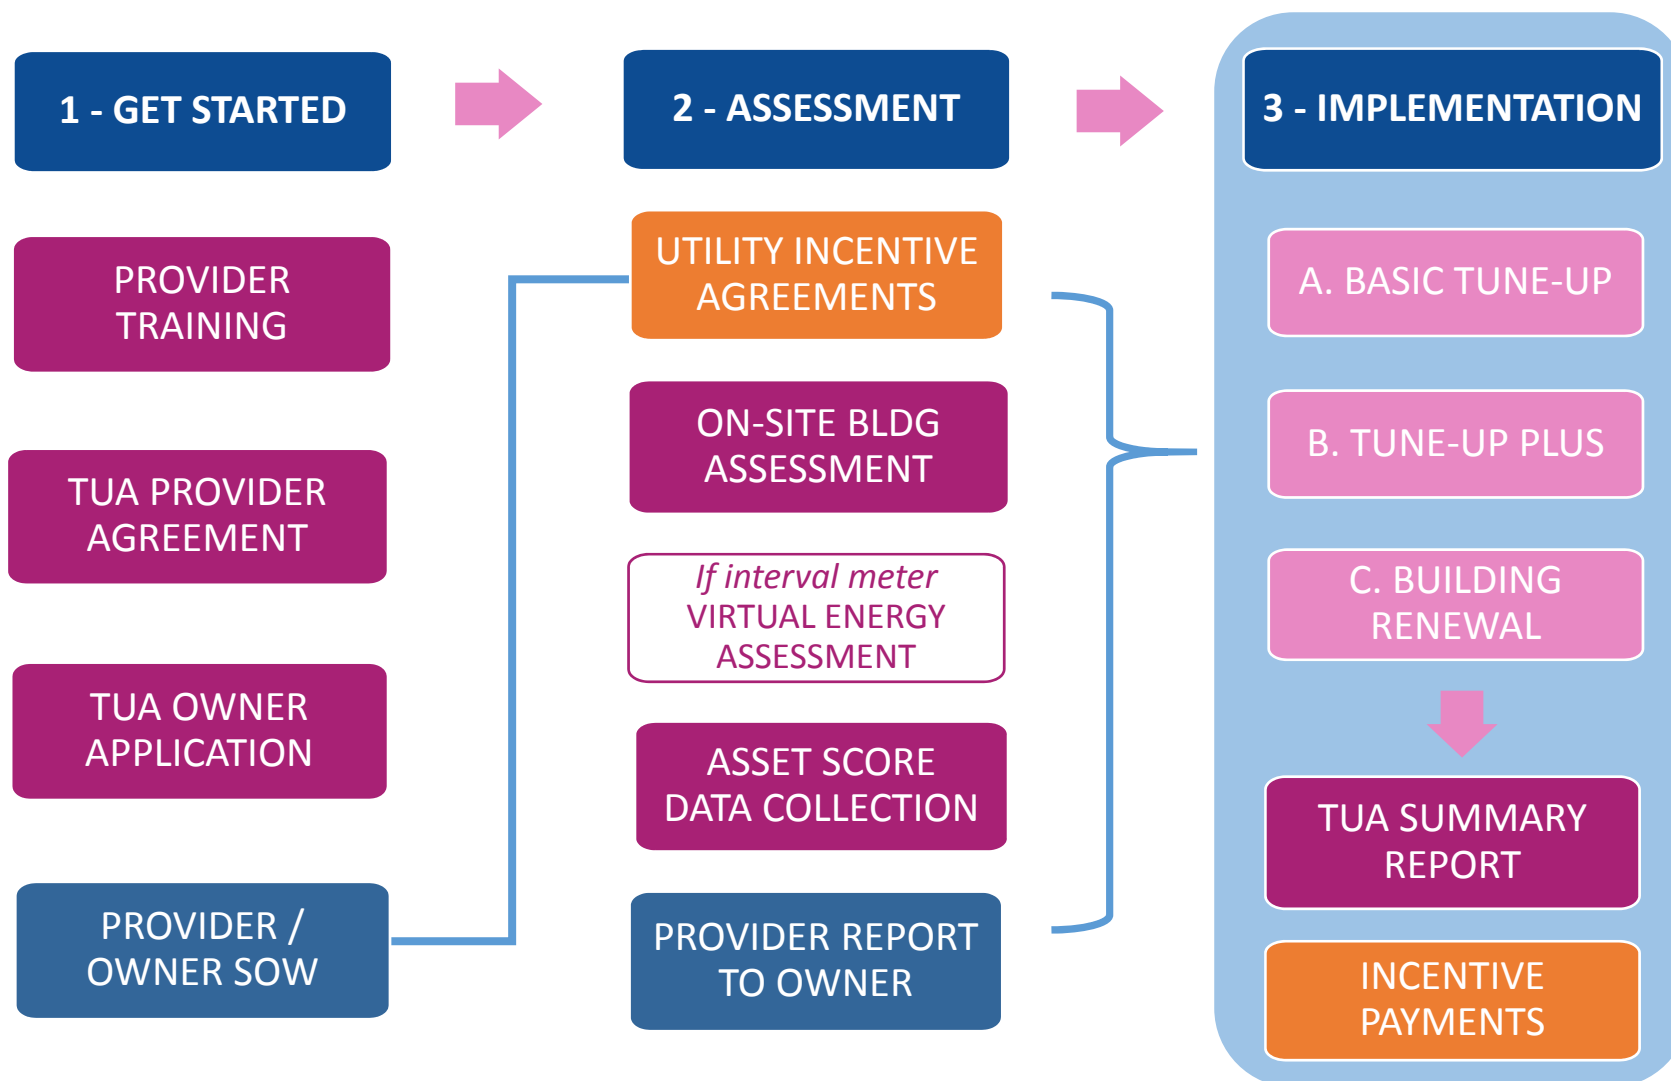 1 - GET STARTED
PROVIDER
TRAINING
TUA PROVIDER
AGREEMENT
TUA OWNER
APPLICATION
PROVIDER /
OWNER SOW
2 - ASSESSMENT
UTILITY INCENTIVE
AGREEMENTS
ON-SITE BLDG
ASSESSMENT
If interval meter
VIRTUAL ENERGY
ASSESSMENT
ASSET SCORE
DATA COLLECTION
PROVIDER REPORT
TO OWNER
3 - IMPLEMENTATION
A. BASIC TUNE-UP
B. TUNE-UP PLUS
C. BUILDING
RENEWAL
TUA SUMMARY
REPORT
INCENTIVE
PAYMENTS